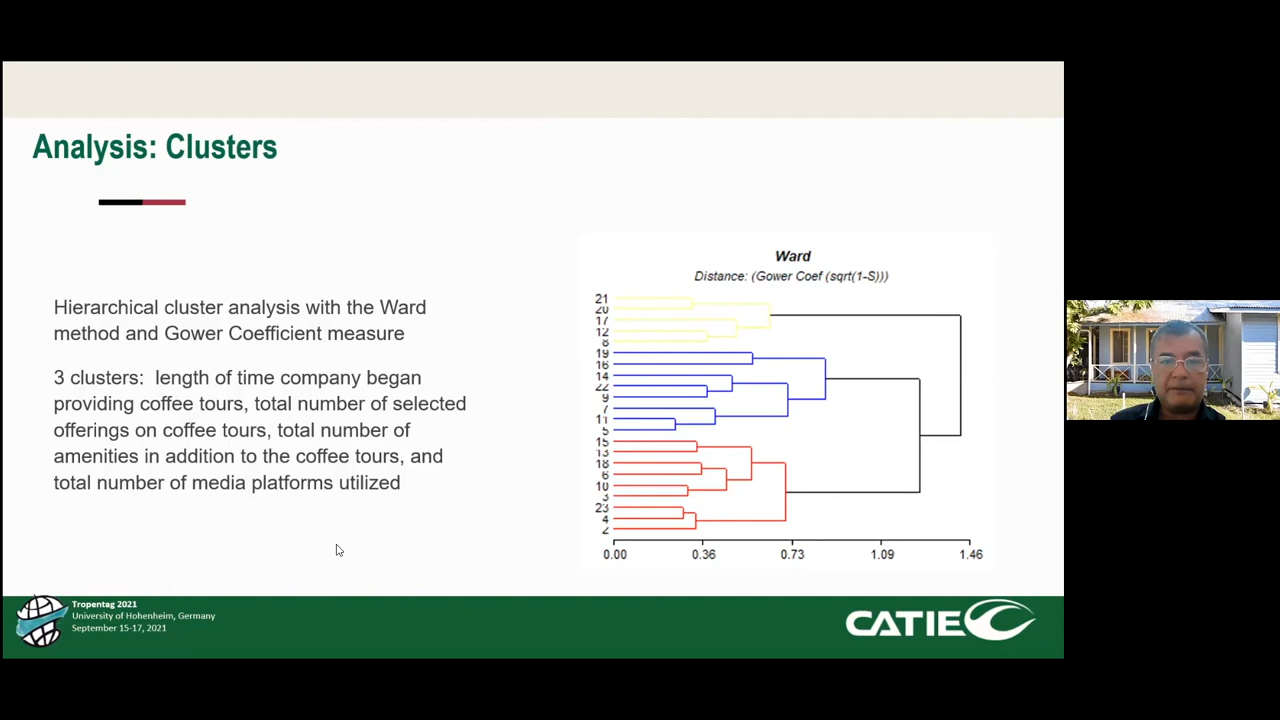 Analysis: Clusters
Hierarchical cluster analysis with the Ward
method and Gower Coefficient measure
3 clusters: length of time company began
providing coffee tours, total number of selected
offerings on coffee tours, total number of
amenities in addition to the coffee tours, and
total number of media platforms utilized
Ward
Distance: (Gower Coef (sqrt(1-S)))
21
20
17
12
8
19
16
14
22
9
7
11
5
15
13
18
6
10
3
23
4
2
0.00 0.36 0.73 1.09 1.46
Tropentag 2021
University of Hohenheim, Germany
September 15-17, 2021
CATIE